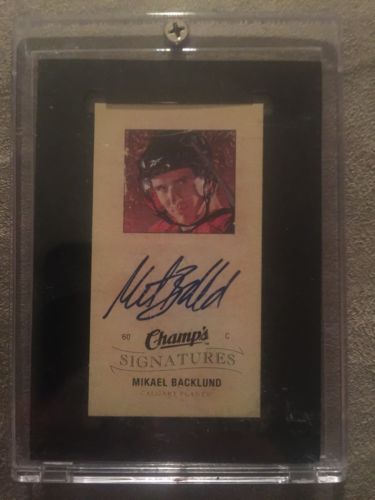 60 Champ's C
SIGNATURES
MIKAEL BACKLUND
CALGARY FLAMES